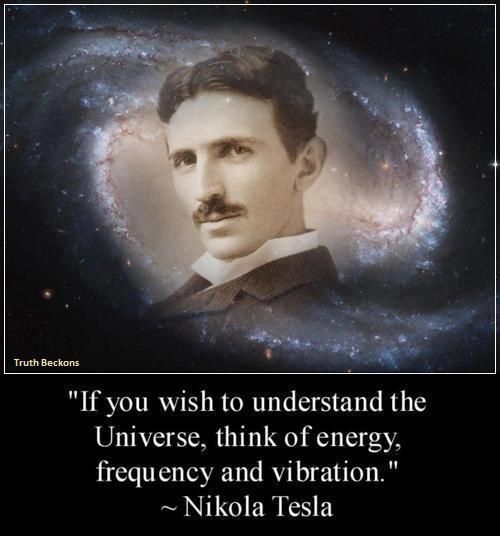 Truth Beckons
"If you wish to understand the
Universe, think of energy,
frequency and vibration."
~ Nikola Tesla